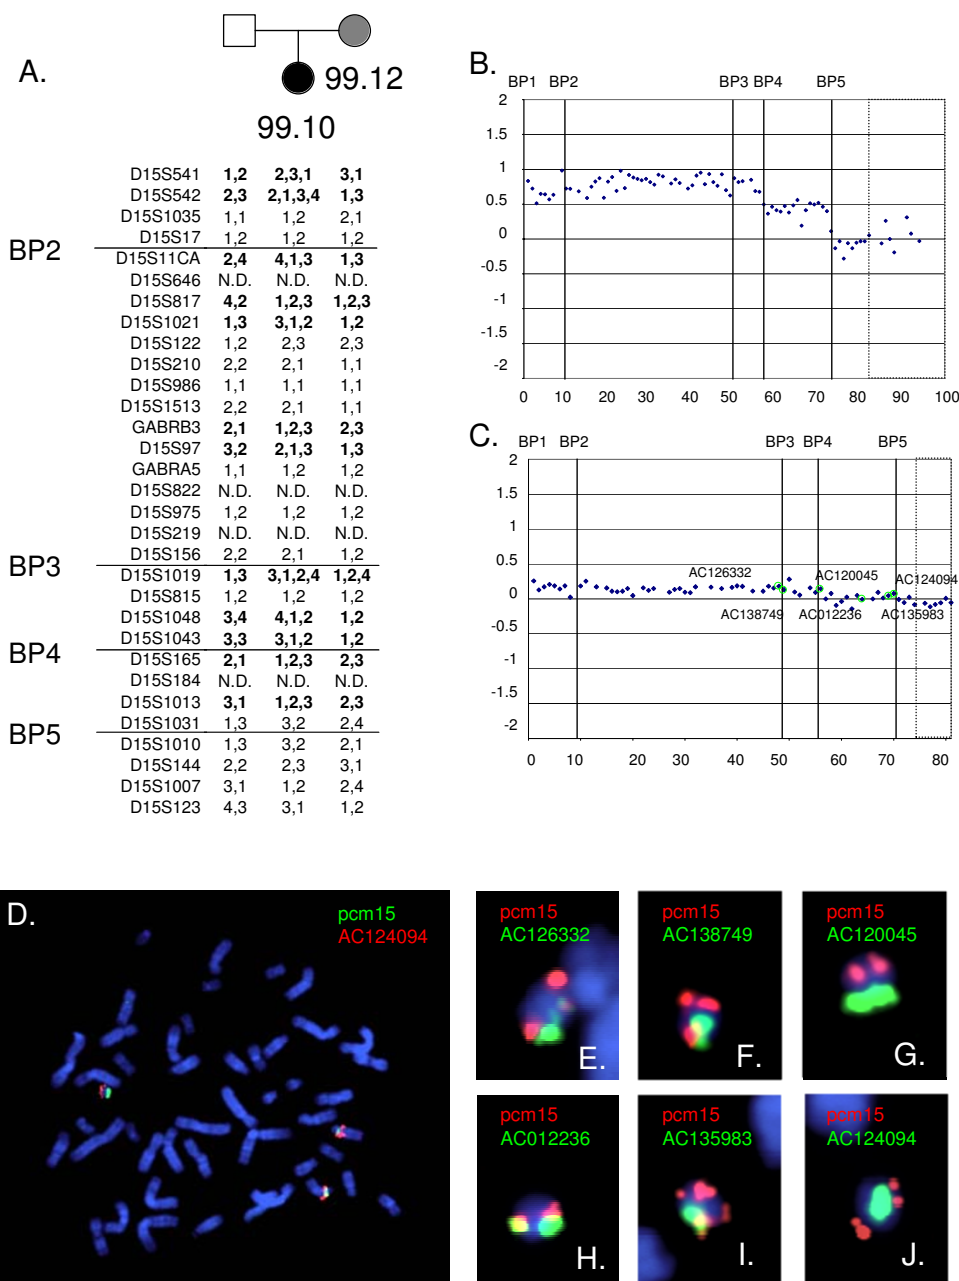 A.
99.12
99.10
D15S541 1,2 2,3,1 3,1
D15S542 2,3 2,1,3,4 1,3
D15S1035 1,1 1,2 2,1
D15S17 1,2 1,2 1,2
BP2
D15S11CA 2,4 4,1,3 1,3
D15S646 N.D. N.D. N.D.
D15S817 4,2 1,2,3 1,2,3
D15S1021 1,3 3,1,2 1,2
D15S122 1,2 2,3 2,3
D15S210 2,2 2,1 1,1
D15S986 1,1 1,1 1,1
D15S1513 2,2 2,1 1,1
GABRB3 2,1 1,2,3 2,3
D15S97 3,2 2,1,3 1,3
GABRA5 1,1 1,2 1,2
D15S822 N.D. N.D. N.D.
D15S975 1,2 1,2 1,2
D15S219 N.D. N.D. N.D.
D15S156 2,2 2,1 1,2
BP3
D15S1019 1,3 3,1,2,4 1,2,4
D15S815 1,2 1,2 1,2
D15S1048 3,4 4,1,2 1,2
D15S1043 3,3 3,1,2 1,2
BP4
D15S165 2,1 1,2,3 2,3
D15S184 N.D. N.D. N.D.
D15S1013 3,1 1,2,3 2,3
D15S1031 1,3 3,2 2,4
BP5
D15S1010 1,3 3,2 2,1
D15S144 2,2 2,3 3,1
D15S1007 3,1 1,2 2,4
D15S123 4,3 3,1 1,2
B.
BP1 BP2 BP3 BP4 BP5
2
1.5
1
0.5
0
-0.5
-1
-1.5
-2
0 10 20 30 40 50 60 70 80 90 100
C.
BP1 BP2 BP3 BP4 BP5
2
1.5
1
0.5
0
-0.5
-1
-1.5
-2
AC126332 AC120045 AC124094
AC138749 AC012236 AC135983
0 10 20 30 40 50 60 70 80
D.
pcm15
AC124094
pcm15
AC126332
E.
pcm15
AC138749
F.
pcm15
AC120045
G.
pcm15
AC012236
H.
pcm15
AC135983
I.
pcm15
AC124094
J.